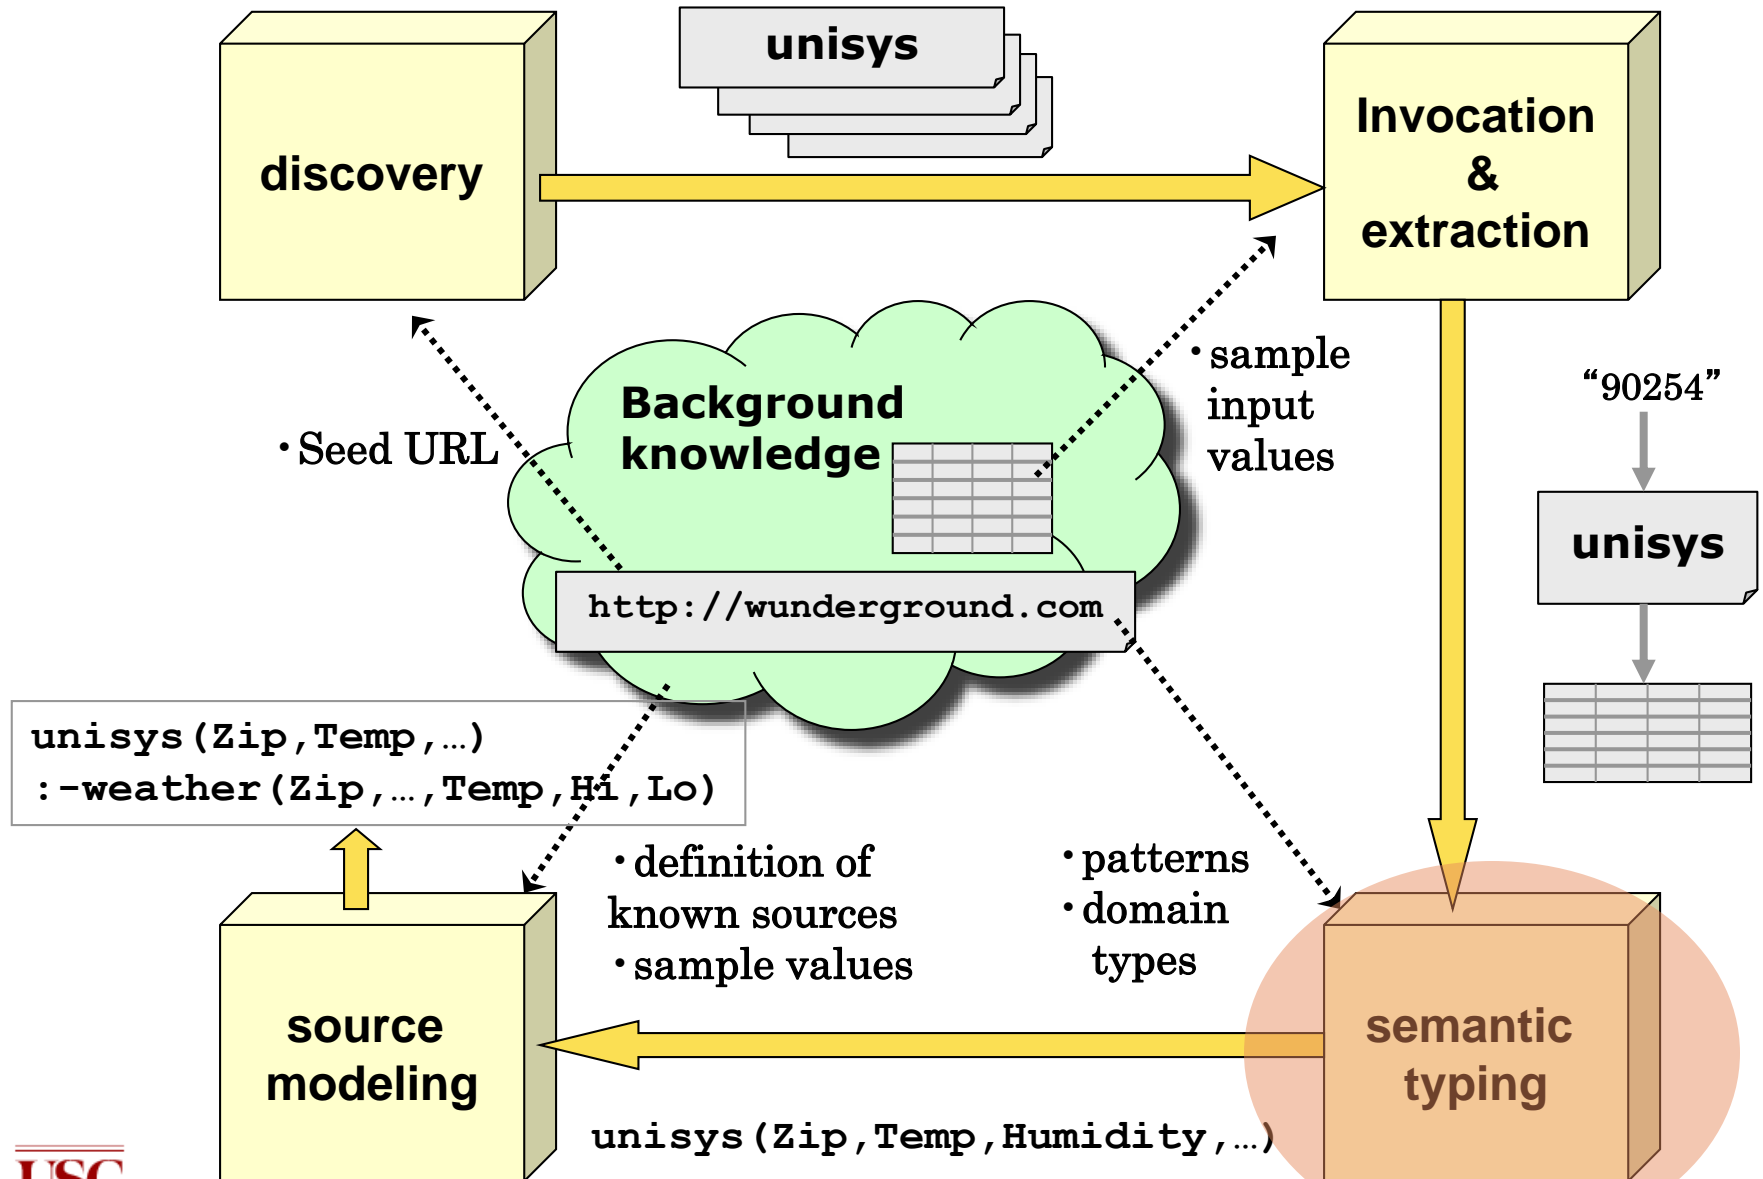 unisys
discovery
Invocation
&
extraction
Background
knowledge
• Seed URL
• sample
input
values
“90254”
unisys
http://wunderground.com
unisys(Zip,Temp,…)
:-weather(Zip,…,Temp,Hi,Lo)
• definition of
known sources
• sample values
• patterns
• domain
types
source
modeling
semantic
typing
unisys(Zip,Temp,Humidity,…)
USC